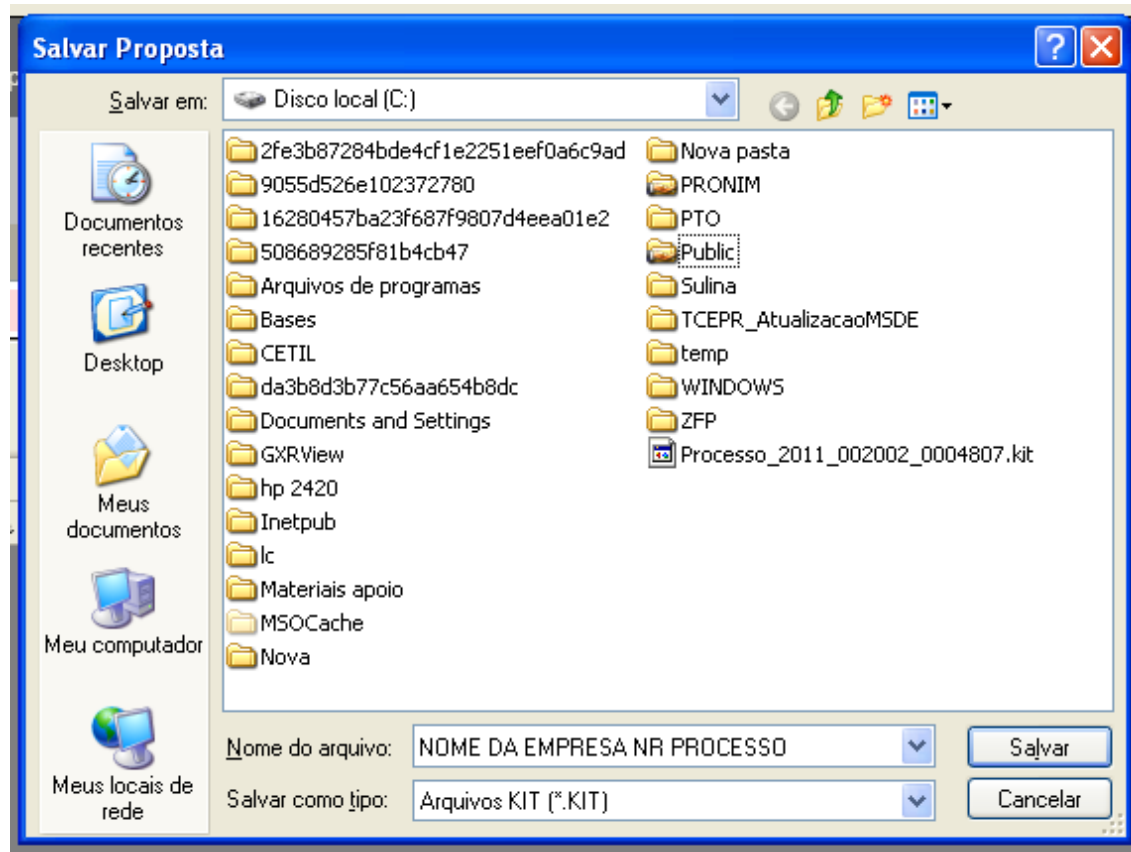 Salvar Proposta
Salvar em:
Disco local (C:)
Documentos
recentes
Desktop
Meus
documentos
Meu computador
Meus locais de
rede
2fe3b87284bde4cf1e2251eef0a6c9ad
9055d526e102372780
16280457ba23f687f9807d4eea01e2
508689285f81b4cb47
Arquivos de programas
Bases
CETIL
da3b8d3b77c56aa654b8dc
Documents and Settings
GXRView
hp 2420
Inetpub
lc
Materiais apoio
MSOCache
Nova
Nova pasta
PRONIM
PTO
Public
Sulina
TCEPR_AtualizacaoMSDE
temp
WINDOWS
ZFP
Processo_2011_002002_0004807.kit
Nome do arquivo:
NOME DA EMPRESA NR PROCESSO
Salvar
Salvar como tipo:
Arquivos KIT (*.KIT)
Cancelar